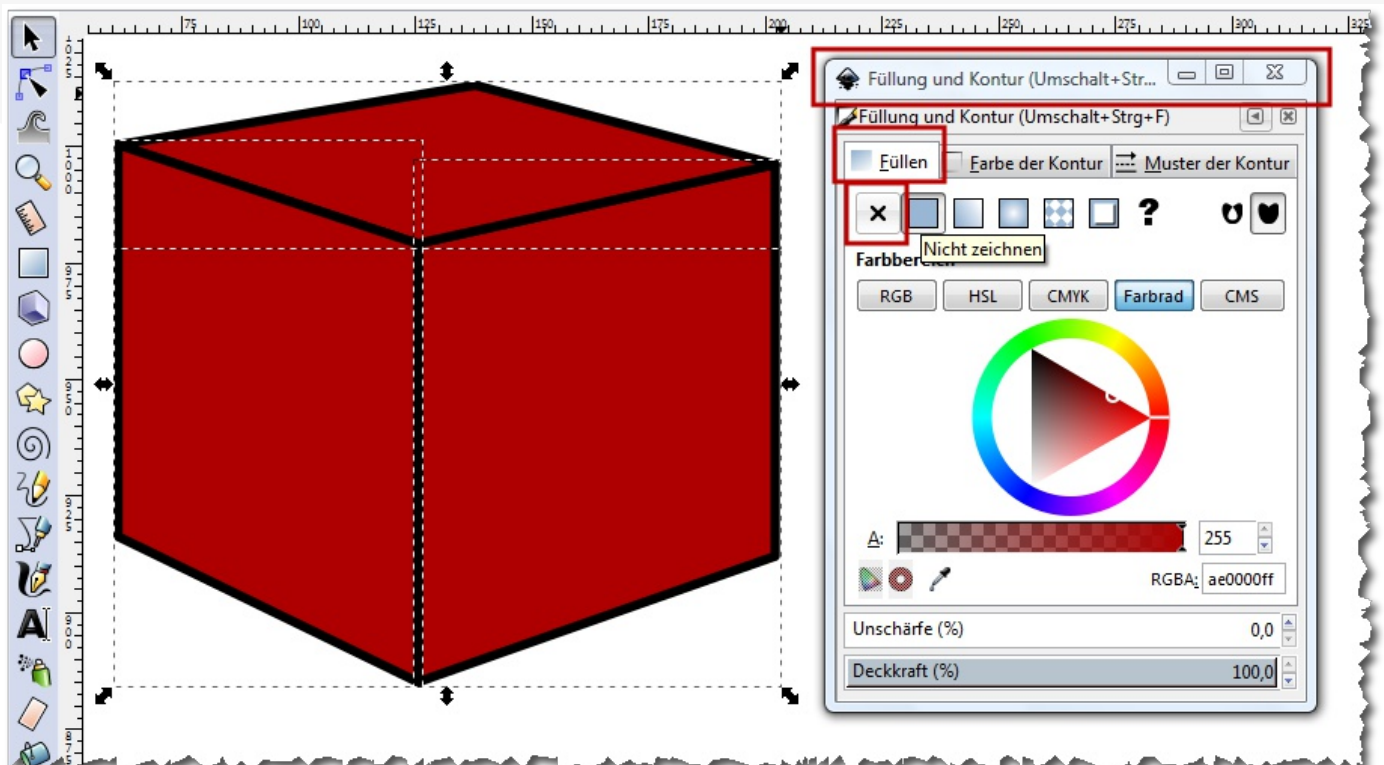 75 100 125 150 175 200 225 250 275 300 325
Füllung und Kontur (Umschalt+Str...
Füllung und Kontur (Umschalt+Strg+F)
Füllen Farbe der Kontur Muster der Kontur
?
Nicht zeichnen
RGB HSL CMYK Farbrad CMS
A: 255
RGBA: ae0000ff
Unschärfe (%) 0,0
Deckkraft (%) 100,0